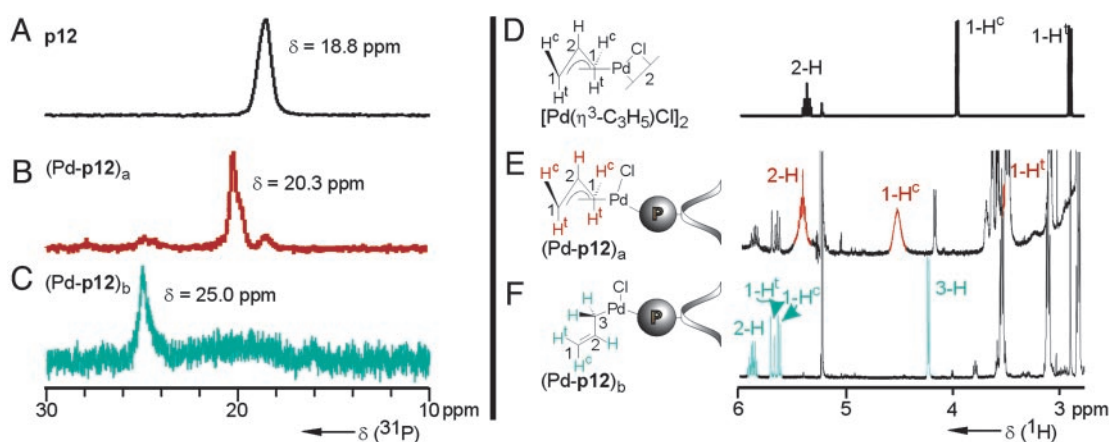 A
p12
δ = 18.8 ppm
B
(Pd-p12)a
δ = 20.3 ppm
C
(Pd-p12)b
δ = 25.0 ppm
30
20
10 ppm
δ (31P)
D
H
Hc
Hc
2
1
1
Ht
Ht
Pd
Cl
2
[Pd(η3-C3H5)Cl]2
2-H
1-Hc
1-Ht
E
H
Hc
Hc
2
1
1
Ht
Ht
Cl
Pd
P
(Pd-p12)a
2-H
1-Hc
1-Ht
F
Cl
H
Pd
P
H
3
Ht
2
H
1
Hc
(Pd-p12)b
1-Ht
1-Hc
2-H
3-H
6
5
4
3 ppm
δ (1H)